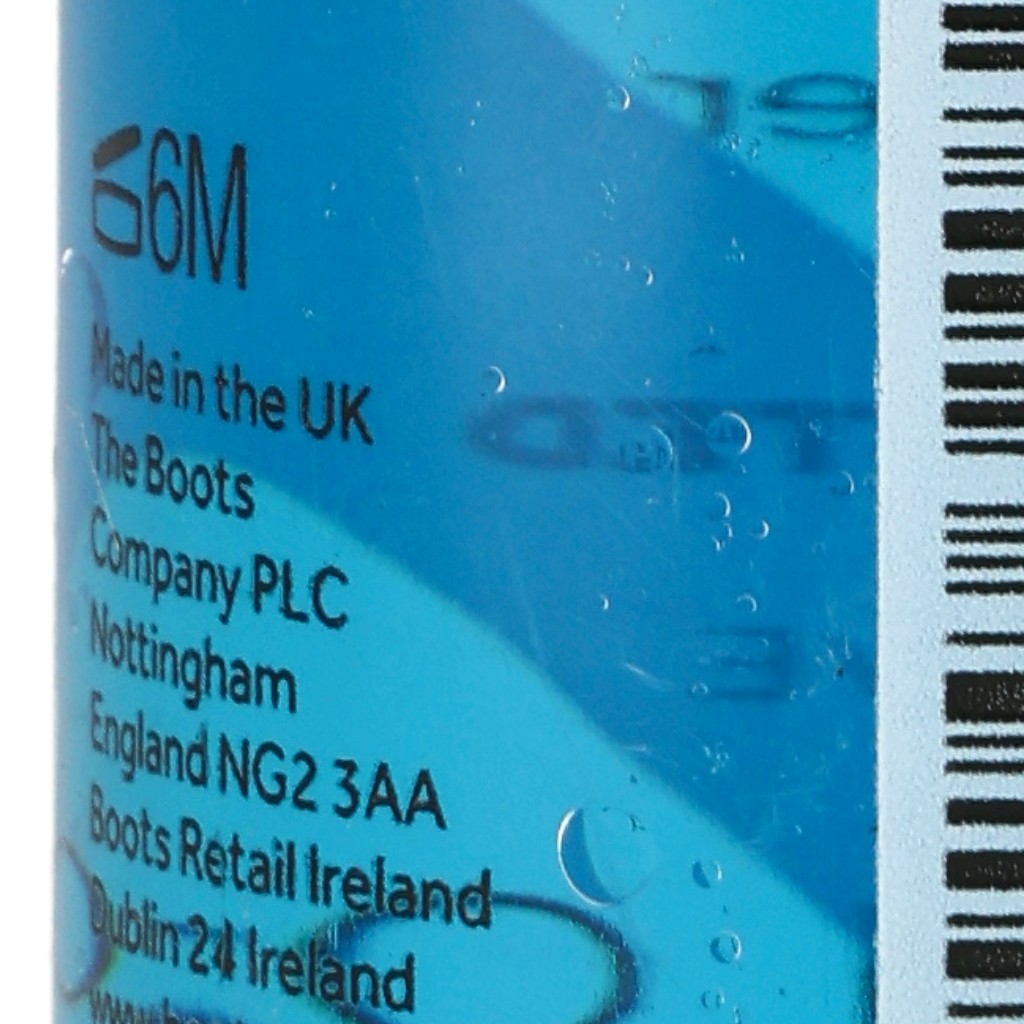 6M
Made in the UK
The Boots
Company PLC
Nottingham
England NG2 3AA
Boots Retail Ireland
Dublin 24 Ireland